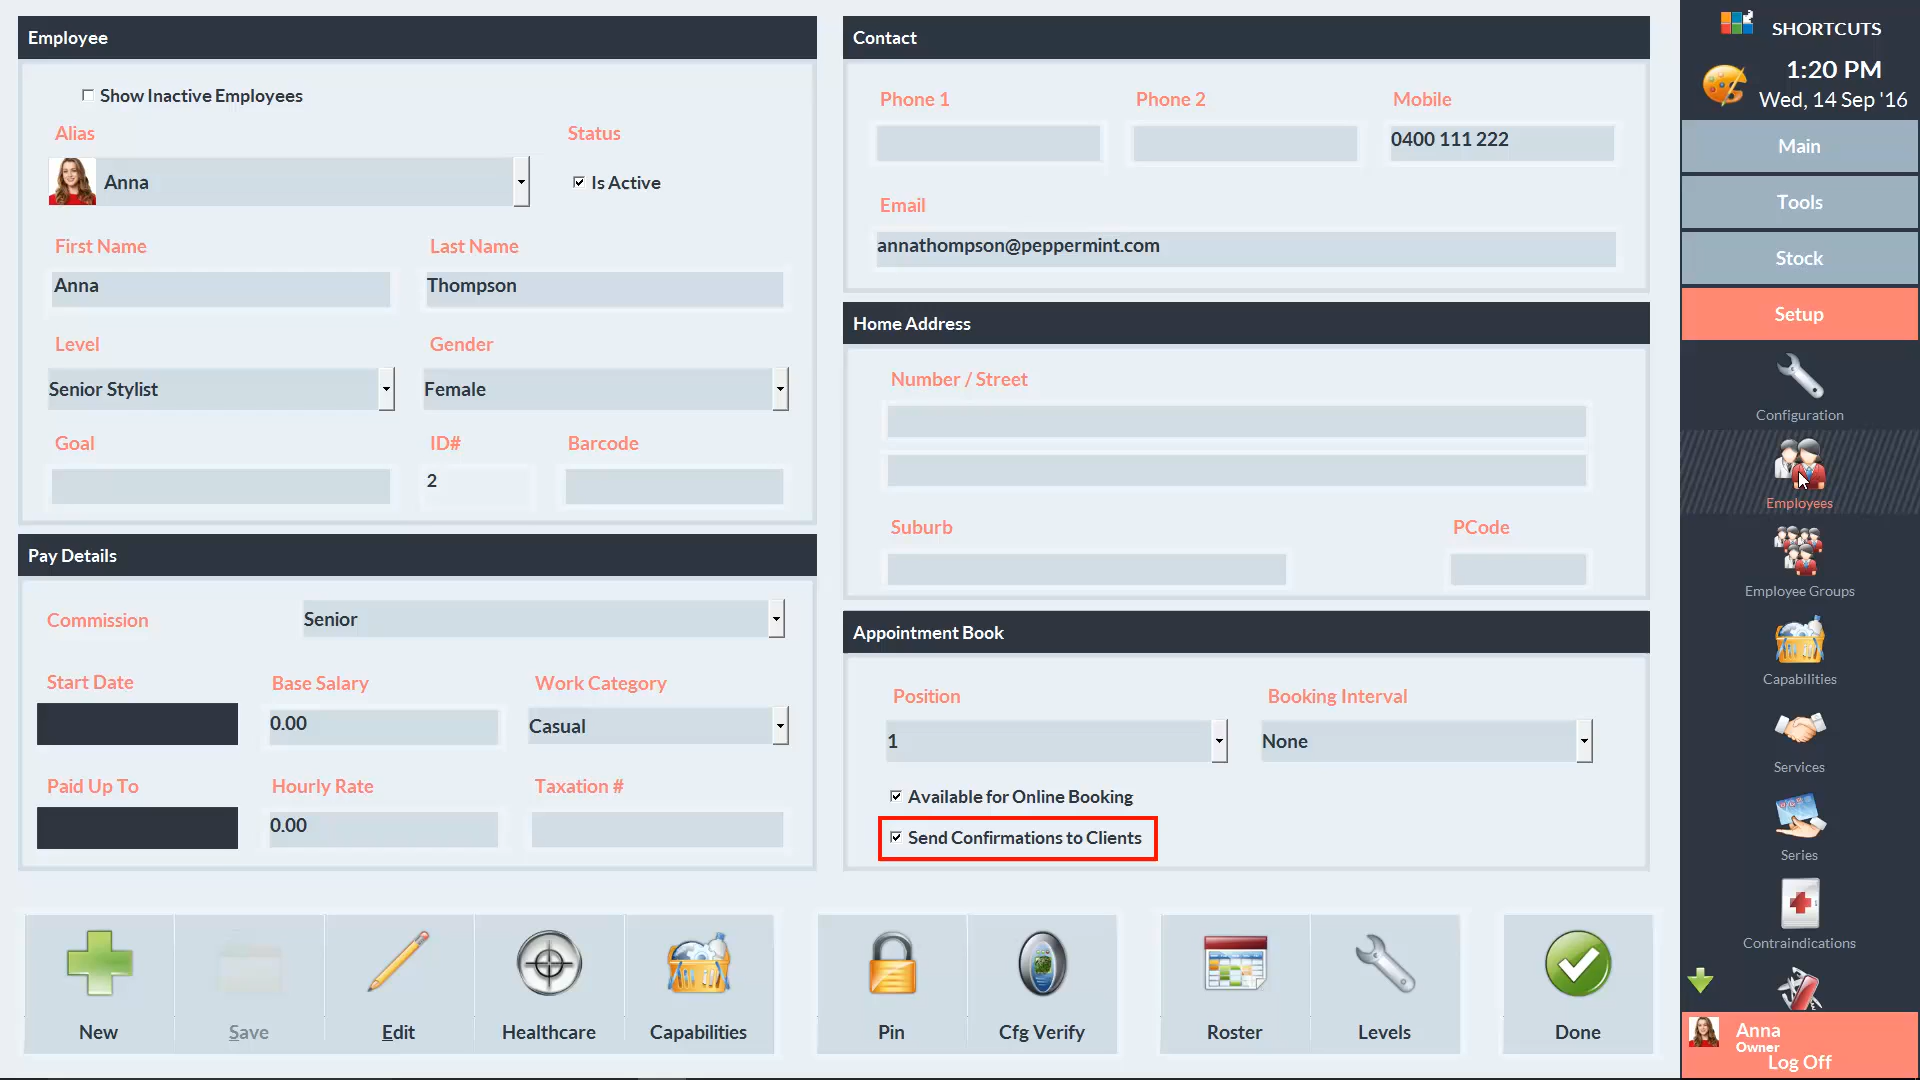 Employee
Show Inactive Employees
Alias
Status
Anna
Is Active
First Name
Last Name
Anna
Thompson
Level
Gender
Senior Stylist
Female
Goal
ID#
Barcode
2
Pay Details
Commission
Senior
Start Date
Base Salary
Work Category
0.00
Casual
Paid Up To
Hourly Rate
Taxation #
0.00
Contact
Phone 1
Phone 2
Mobile
0400 111 222
Email
annathompson@peppermint.com
Home Address
Number / Street
Suburb
PCode
Appointment Book
Position
Booking Interval
1
None
Available for Online Booking
Send Confirmations to Clients
New
Save
Edit
Healthcare
Capabilities
Pin
Cfg Verify
Roster
Levels
Done
SHORTCUTS
1:20 PM
Wed, 14 Sep '16
Main
Tools
Stock
Setup
Configuration
Employees
Employee Groups
Capabilities
Services
Series
Contraindications
Anna
Owner
Log Off